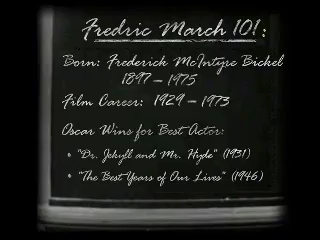 Fredric March 101:
Born: Frederick McIntyre Bickel
1897 – 1975
Film Career: 1929 – 1973
Oscar Wins for Best Actor:
• "Dr. Jekyll and Mr. Hyde" (1931)
• "The Best Years of Our Lives" (1946)